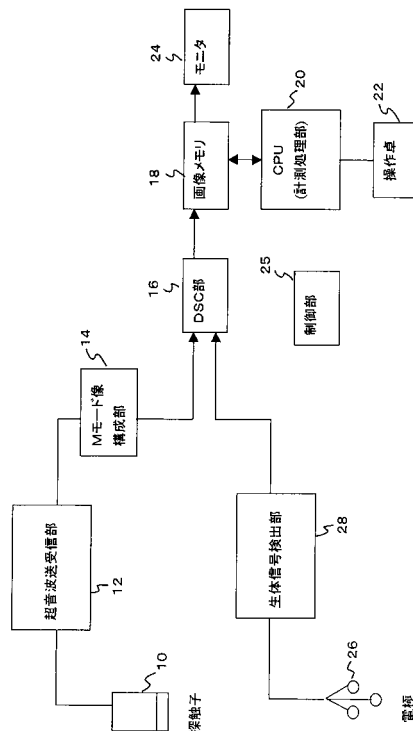 10
探触子
12
超音波送受信部
14
Mモード像
構成部
16
DSC部
18
画像メモリ
24
モニタ
20
CPU
(計測処理部)
22
操作卓
25
制御部
28
生体信号検出部
26
電極